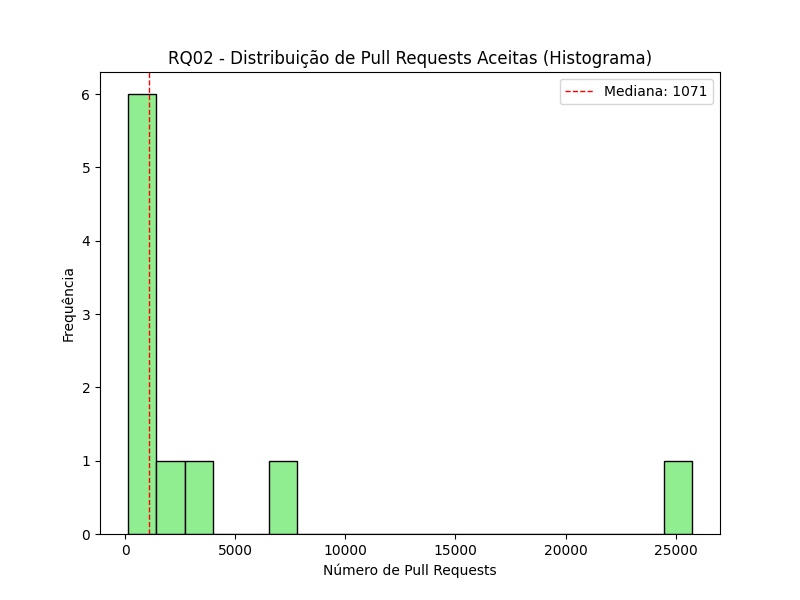 RQ02 - Distribuição de Pull Requests Aceitas (Histograma)
Mediana: 1071
Frequência
6
5
4
3
2
1
0
0 5000 10000 15000 20000 25000
Número de Pull Requests